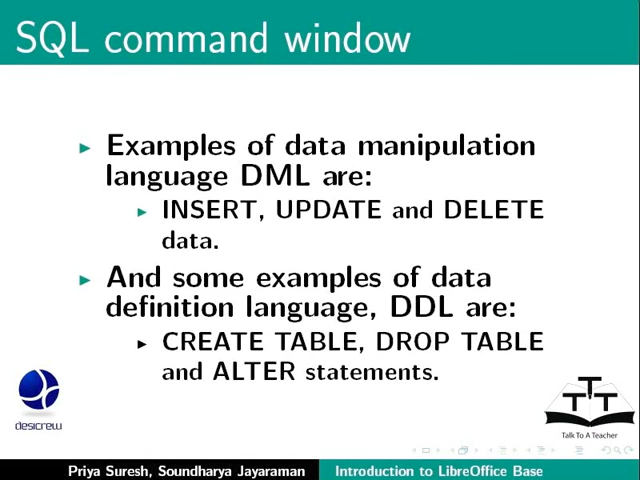 SQL command window
Examples of data manipulation
language DML are:
INSERT, UPDATE and DELETE
data.
And some examples of data
definition language, DDL are:
CREATE TABLE, DROP TABLE
and ALTER statements.
desicrew
TTT
Talk To A Teacher
Priya Suresh, Soundharya Jayaraman
Introduction to LibreOffice Base